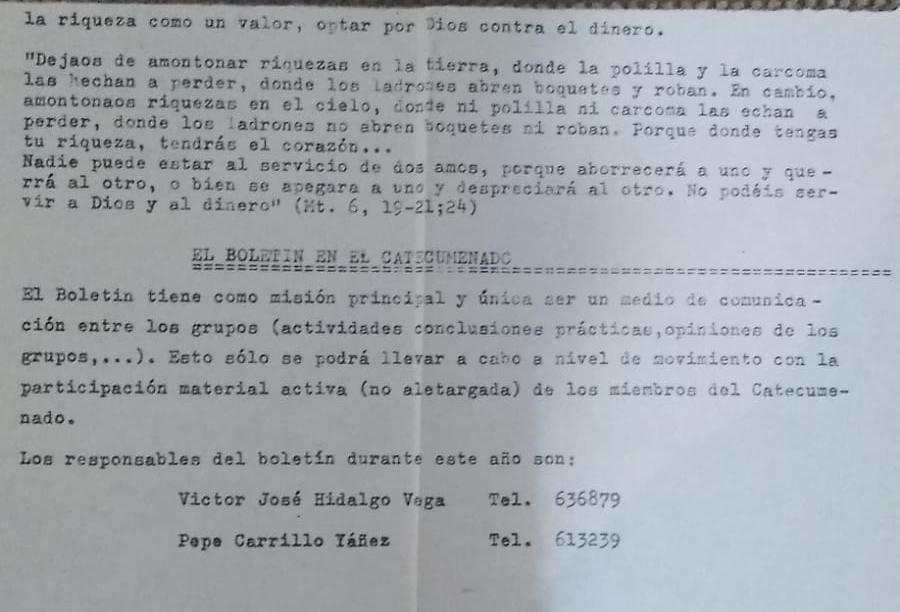 la riqueza como un valor, optar por Dios contra el dinero.
"Dejaos de amontonar riquezas en la tierra, donde la polilla y la carcoma
las hechan a perder, donde los ladrones abren boquetes y roban. En cambio,
amontonaos riquezas en el cielo, donde ni polilla ni carcoma las echan a
perder, donde los ladrones no abren boquetes ni roban. Porque donde tengas
tu riqueza, tendrás el corazón...
Nadie puede estar al servicio de dos amos, porque aborrecerá a uno y que-
rrá al otro, o bien se apegara a uno y despreciará al otro. No podéis ser-
vir a Dios y al dinero" (Mt. 6, 19-21;24)
EL BOLETIN EN EL CATECUMENADO
El Boletin tiene como misión principal y única ser un medio de comunica-
ción entre los grupos (actividades conclusiones prácticas,opiniones de los
grupos,...). Esto sólo se podrá llevar a cabo a nivel de movimiento con la
participación material activa (no aletargada) de los miembros del Catecume-
nado.
Los responsables del boletín durante este año son:
Victor José Hidalgo Vega Tel. 636879
Pepe Carrillo Yáñez Tel. 613239